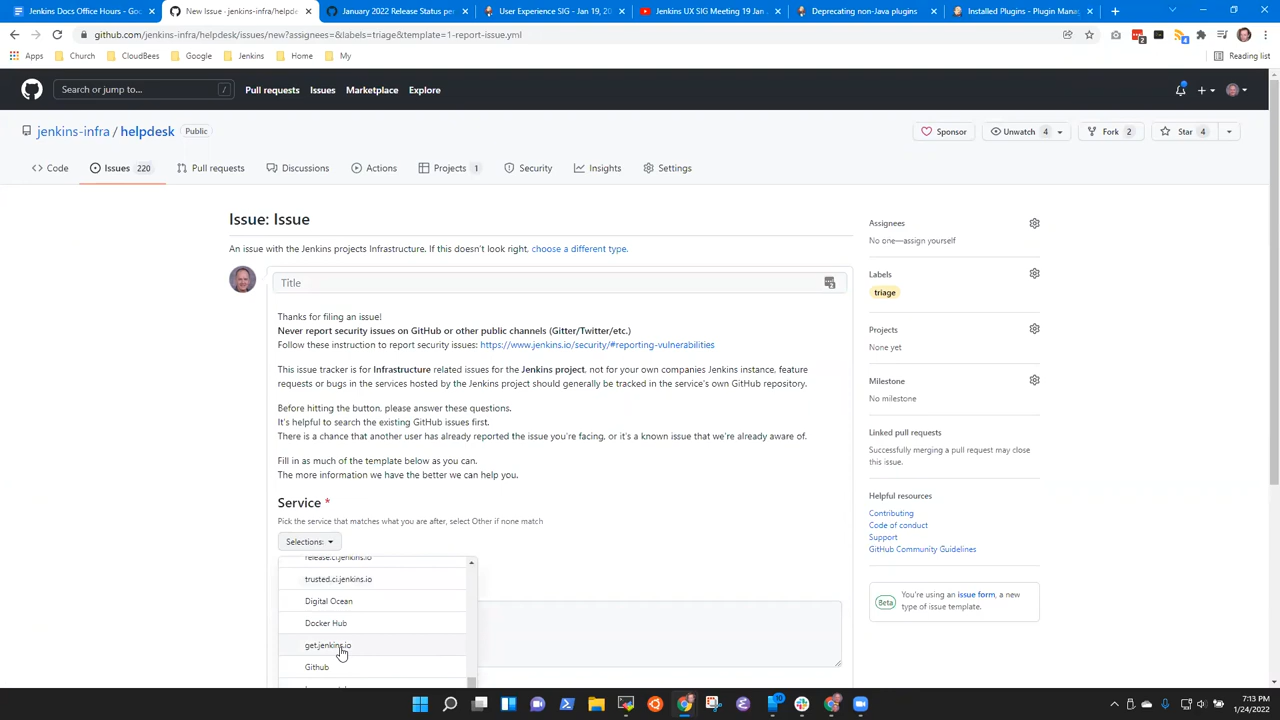 Jenkins Docs Office Hours - Goo
New Issue · jenkins-infra/helpde
January 2022 Release Status per
User Experience SIG - Jan 19, 20
Jenkins UX SIG Meeting 19 Jan
Deprecating non-Java plugins
Installed Plugins - Plugin Mana
github.com/jenkins-infra/helpdesk/issues/new?assignees=&labels=triage&template=1-report-issue.yml
Apps
Church
CloudBees
Google
Jenkins
Home
My
Reading list
Search or jump to...
/
Pull requests
Issues
Marketplace
Explore
jenkins-infra / helpdesk
Public
Sponsor
Unwatch 4
Fork 2
Star 4
Code
Issues 220
Pull requests
Discussions
Actions
Projects 1
Security
Insights
Settings
Issue: Issue
An issue with the Jenkins projects Infrastructure. If this doesn't look right, choose a different type.
Title
Thanks for filing an issue!
Never report security issues on GitHub or other public channels (Gitter/Twitter/etc.)
Follow these instruction to report security issues: https://www.jenkins.io/security/#reporting-vulnerabilities
This issue tracker is for Infrastructure related issues for the Jenkins project, not for your own companies Jenkins instance, feature
requests or bugs in the services hosted by the Jenkins project should generally be tracked in the service's own GitHub repository.
Before hitting the button, please answer these questions.
It's helpful to search the existing GitHub issues first.
There is a chance that another user has already reported the issue you're facing, or it's a known issue that we're already aware of.
Fill in as much of the template below as you can.
The more information we have the better we can help you.
Service *
Pick the service that matches what you are after, select Other if none match
Selections:
release.ci.jenkins.io
trusted.ci.jenkins.io
Digital Ocean
Docker Hub
get.jenkins.io
Github
Assignees
No one—assign yourself
Labels
triage
Projects
None yet
Milestone
No milestone
Linked pull requests
Successfully merging a pull request may close
this issue.
Helpful resources
Contributing
Code of conduct
Support
GitHub Community Guidelines
Beta
You're using an issue form, a new
type of issue template.
7:13 PM
1/24/2022